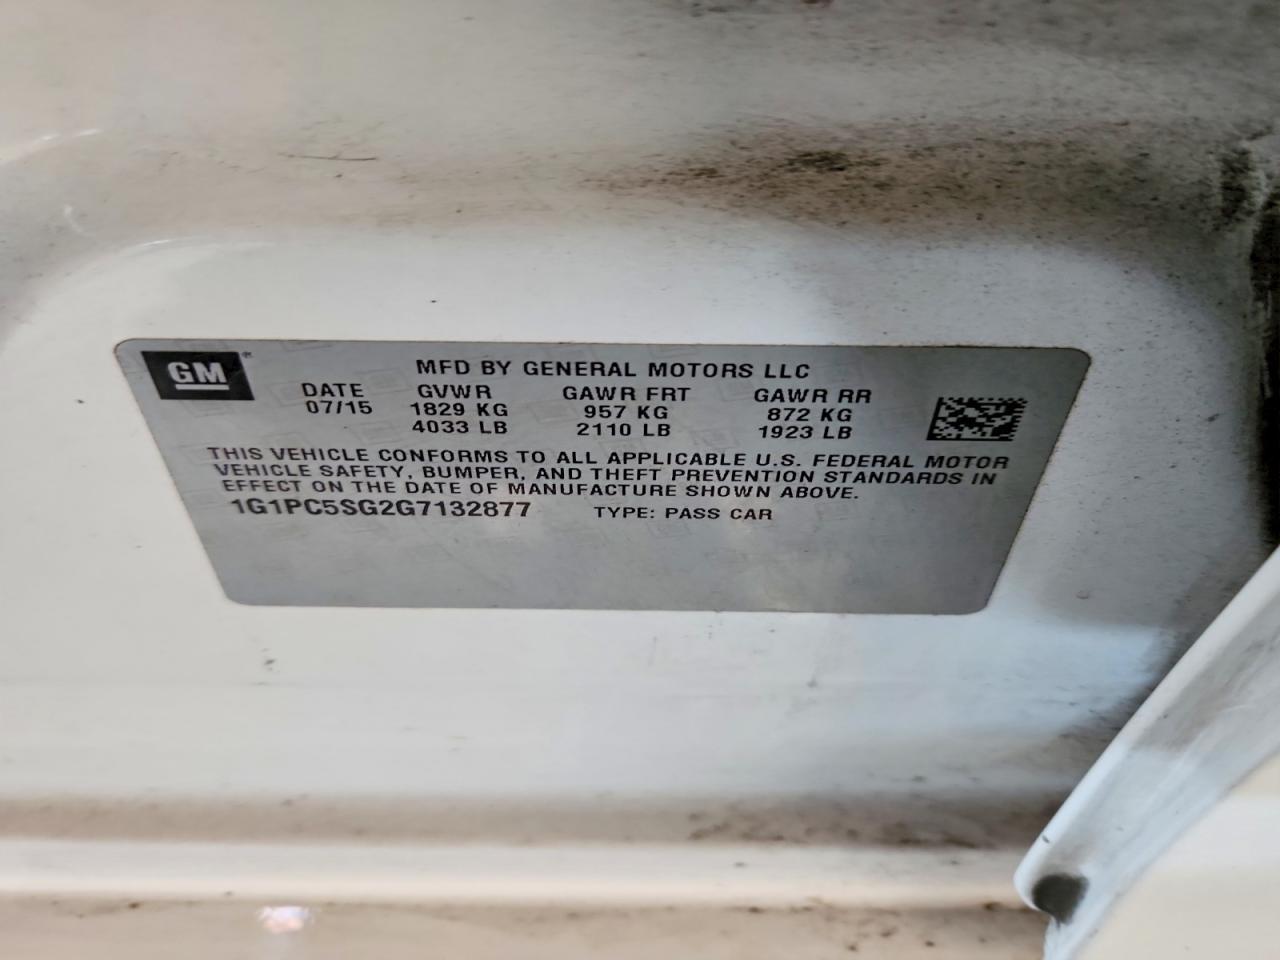 GM®
MFD BY GENERAL MOTORS LLC
DATE GVWR GAWR FRT GAWR RR
07/15 1829 KG 957 KG 872 KG
4033 LB 2110 LB 1923 LB
THIS VEHICLE CONFORMS TO ALL APPLICABLE U.S. FEDERAL MOTOR
VEHICLE SAFETY, BUMPER, AND THEFT PREVENTION STANDARDS IN
EFFECT ON THE DATE OF MANUFACTURE SHOWN ABOVE.
1G1PC5SG2G7132877 TYPE: PASS CAR